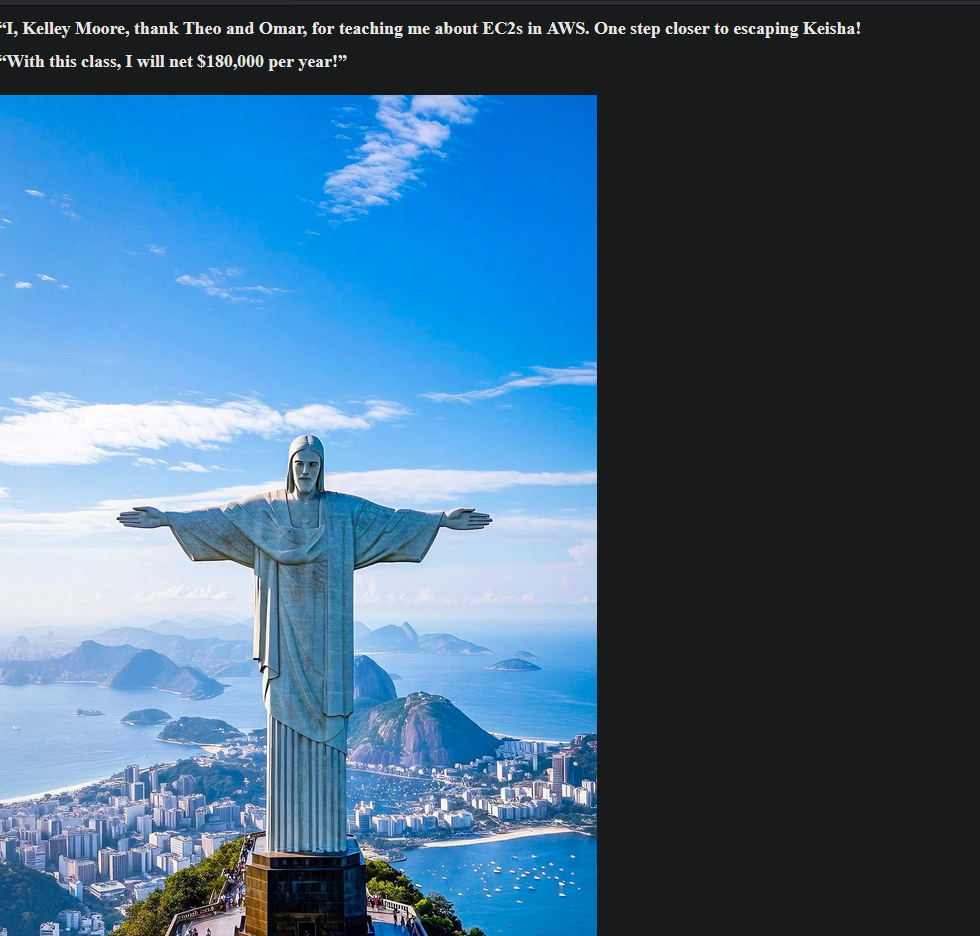 “I, Kelley Moore, thank Theo and Omar, for teaching me about EC2s in AWS. One step closer to escaping Keisha!
“With this class, I will net $180,000 per year!”